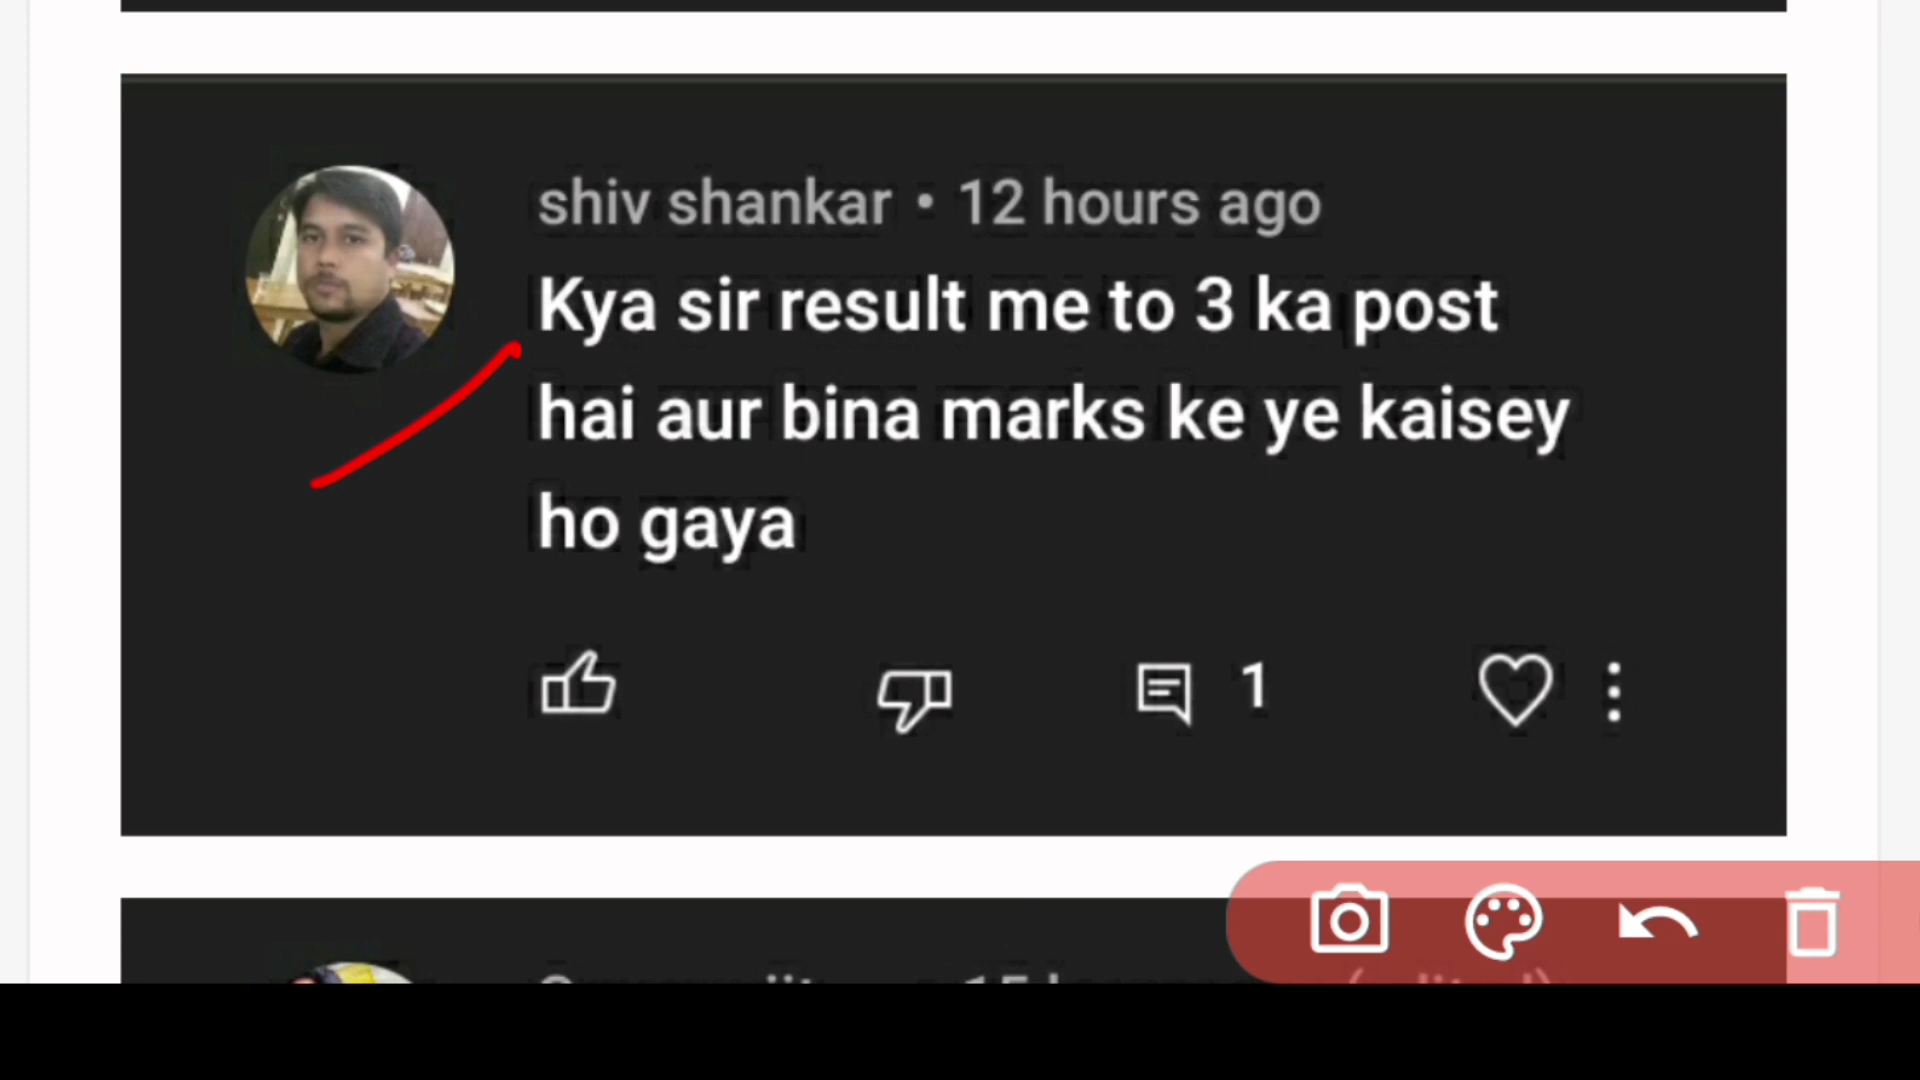 shiv shankar • 12 hours ago
Kya sir result me to 3 ka post
hai aur bina marks ke ye kaisey
ho gaya
1